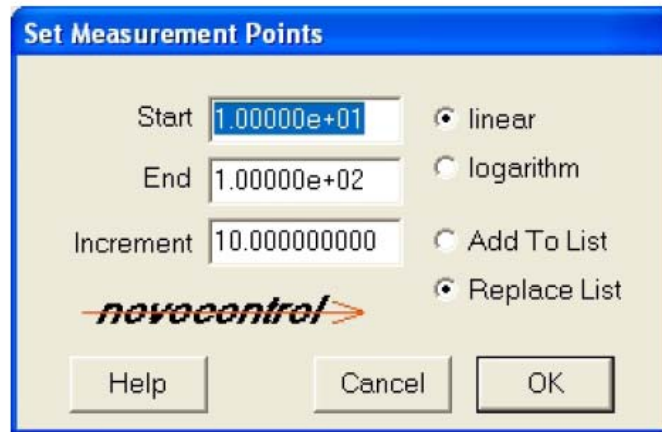 Set Measurement Points
Start 1.00000e+01 linear
End 1.00000e+02 logarithm
Increment 10.000000000 Add To List
Replace List
novocontrol
Help Cancel OK